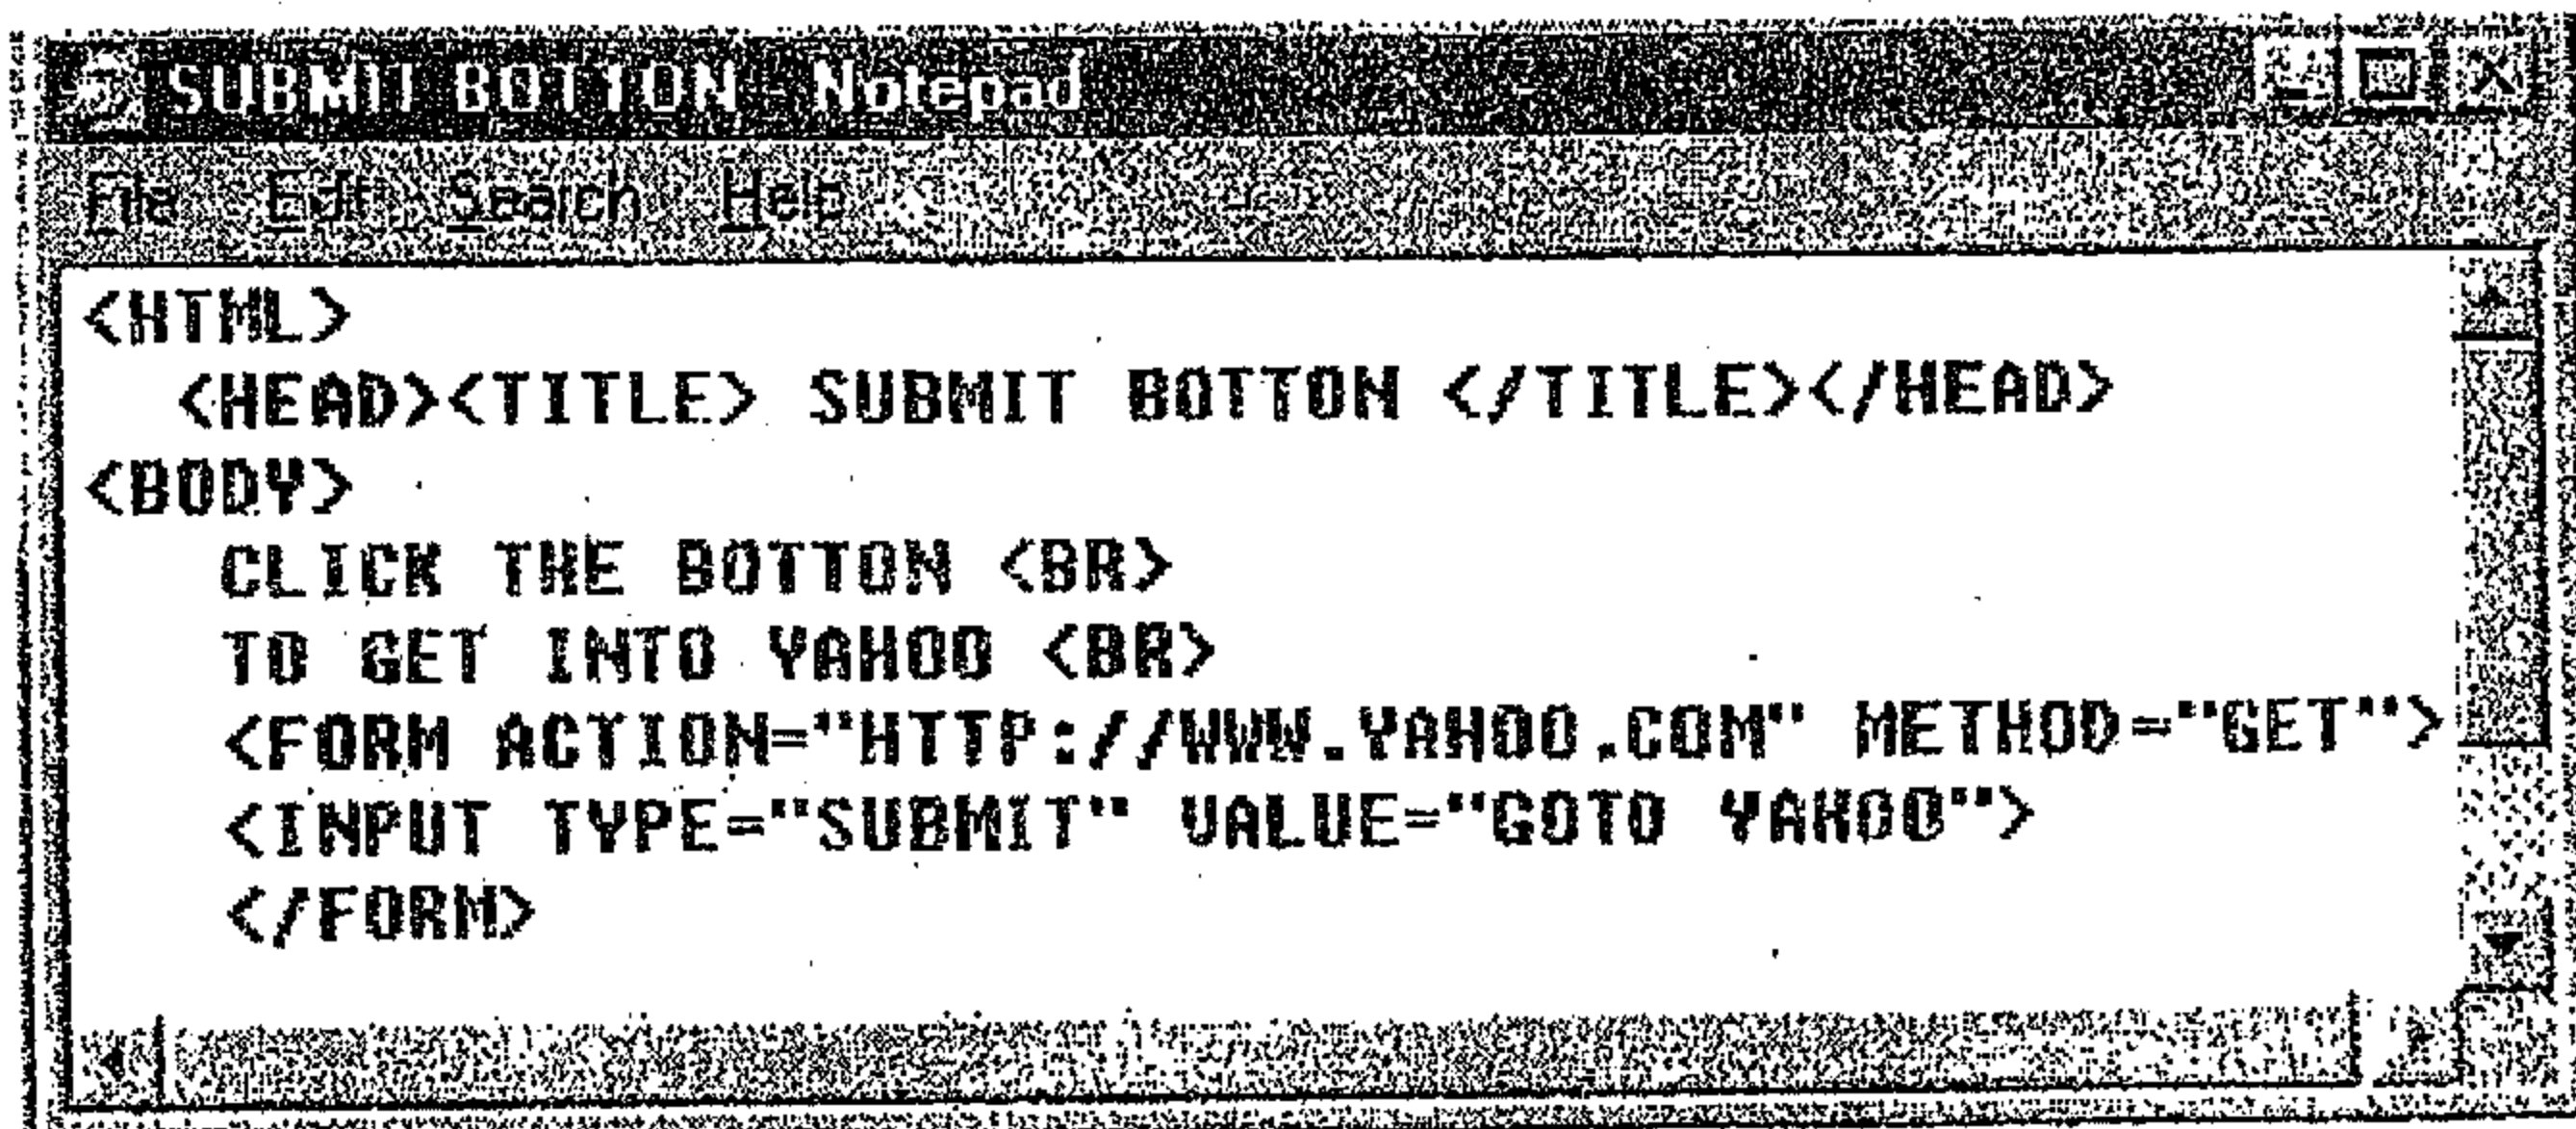 SUBMIT BOTTON - Notepad
File Edit Search Help
<HTML>
<HEAD><TITLE> SUBMIT BOTTON </TITLE></HEAD>
<BODY>
CLICK THE BOTTON <BR>
TO GET INTO YAHOO <BR>
<FORM ACTION="HTTP://WWW.YAHOO.COM" METHOD="GET">
<INPUT TYPE="SUBMIT" VALUE="GOTO YAHOO">
</FORM>